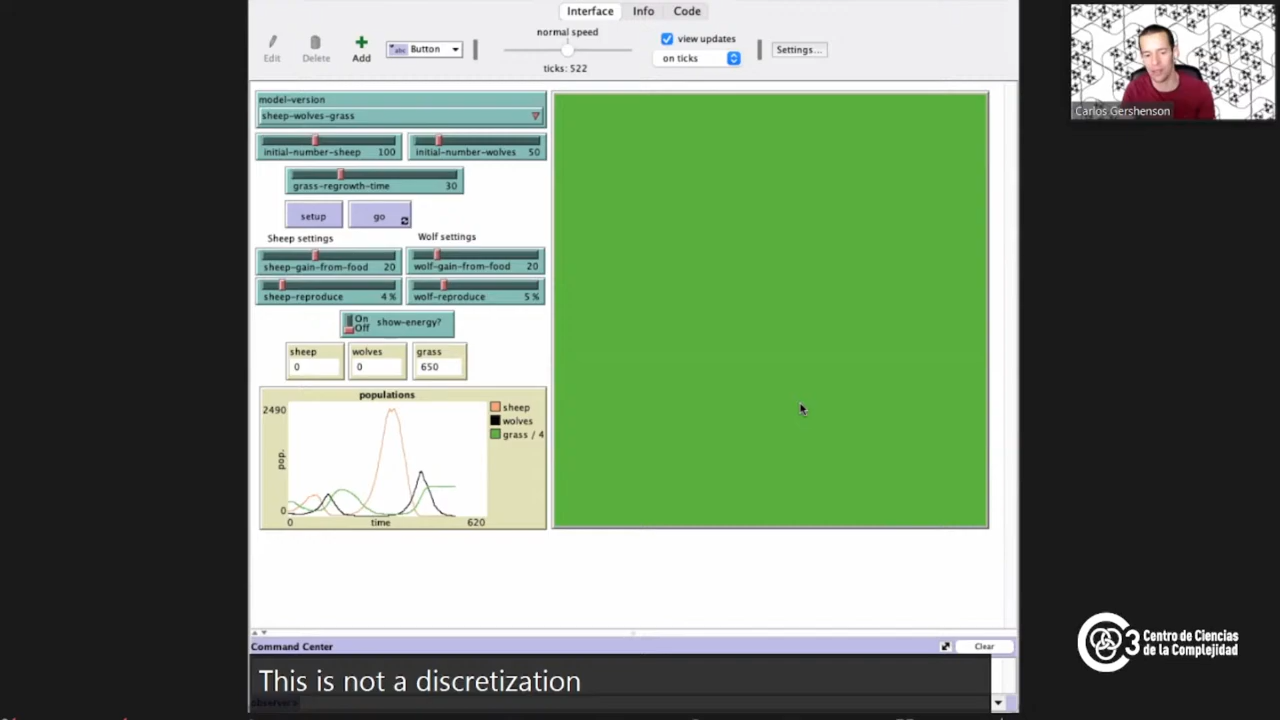 Interface Info Code
normal speed
view updates
Edit Delete Add
abc Button
on ticks
Settings...
ticks: 522
model-version
sheep-wolves-grass
initial-number-sheep 100
initial-number-wolves 50
grass-regrowth-time 30
setup go
Sheep settings Wolf settings
sheep-gain-from-food 20
wolf-gain-from-food 20
sheep-reproduce 4 %
wolf-reproduce 5 %
On
Off
show-energy?
sheep wolves grass
0 0 650
populations
2490
pop.
0
0 time 620
sheep
wolves
grass / 4
Command Center
Clear
This is not a discretization
observer>
Carlos Gershenson
C3 Centro de Ciencias
de la Complejidad